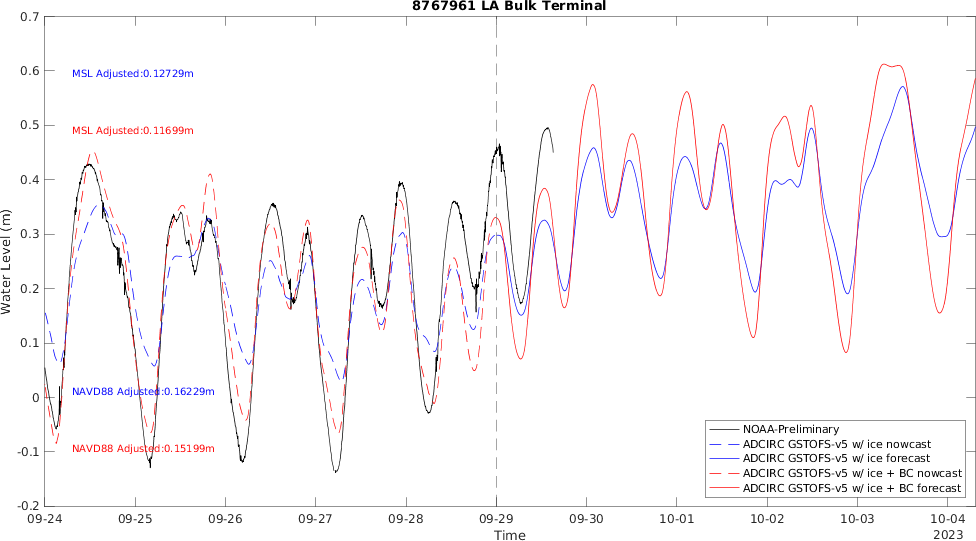 8767961 LA Bulk Terminal
0.7
0.6
0.5
0.4
0.3
0.2
0.1
0
-0.1
-0.2
Water Level (m)
MSL Adjusted:0.12729m
MSL Adjusted:0.11699m
NAVD88 Adjusted:0.16229m
NAVD88 Adjusted:0.15199m
NOAA-Preliminary
ADCIRC GSTOFS-v5 w/ ice nowcast
ADCIRC GSTOFS-v5 w/ ice forecast
ADCIRC GSTOFS-v5 w/ ice + BC nowcast
ADCIRC GSTOFS-v5 w/ ice + BC forecast
09-24 09-25 09-26 09-27 09-28 09-29 09-30 10-01 10-02 10-03 10-04
Time
2023